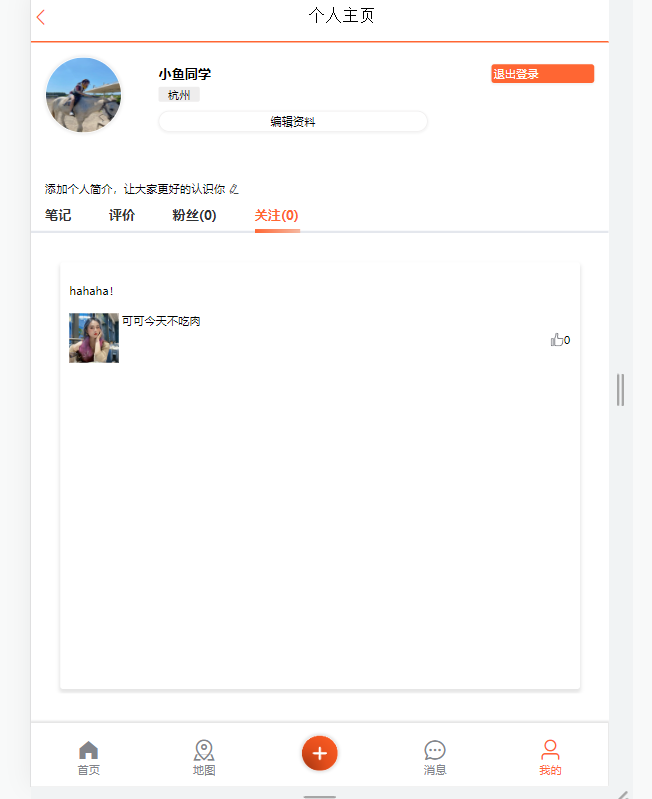 个人主页
小鱼同学
退出登录
杭州
编辑资料
添加个人简介，让大家更好的认识你
笔记 评价 粉丝(0) 关注(0)
hahaha!
可可今天不吃肉
0
首页 地图 消息 我的